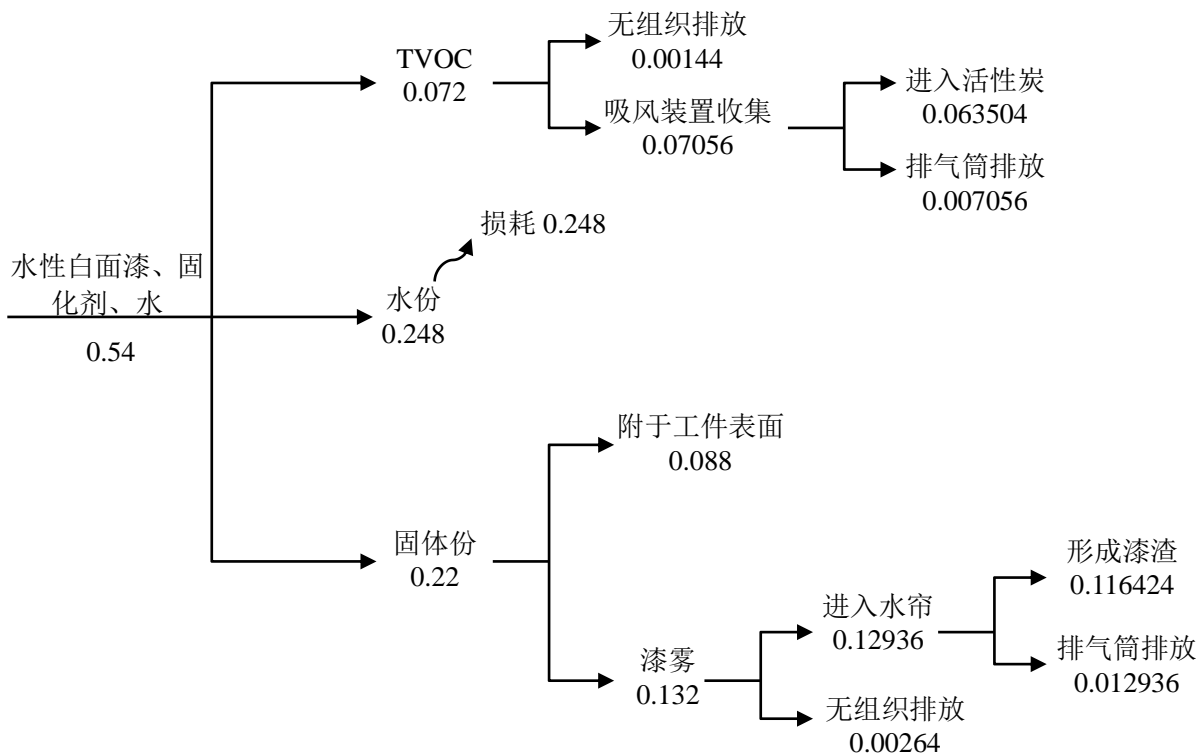 无组织排放
0.00144
TVOC
0.072
吸风装置收集
0.07056
进入活性炭
0.063504
排气筒排放
0.007056
损耗 0.248
水性白面漆、固
化剂、水
0.54
水份
0.248
附于工件表面
0.088
固体份
0.22
形成漆渣
0.116424
进入水帘
0.12936
排气筒排放
0.012936
漆雾
0.132
无组织排放
0.00264